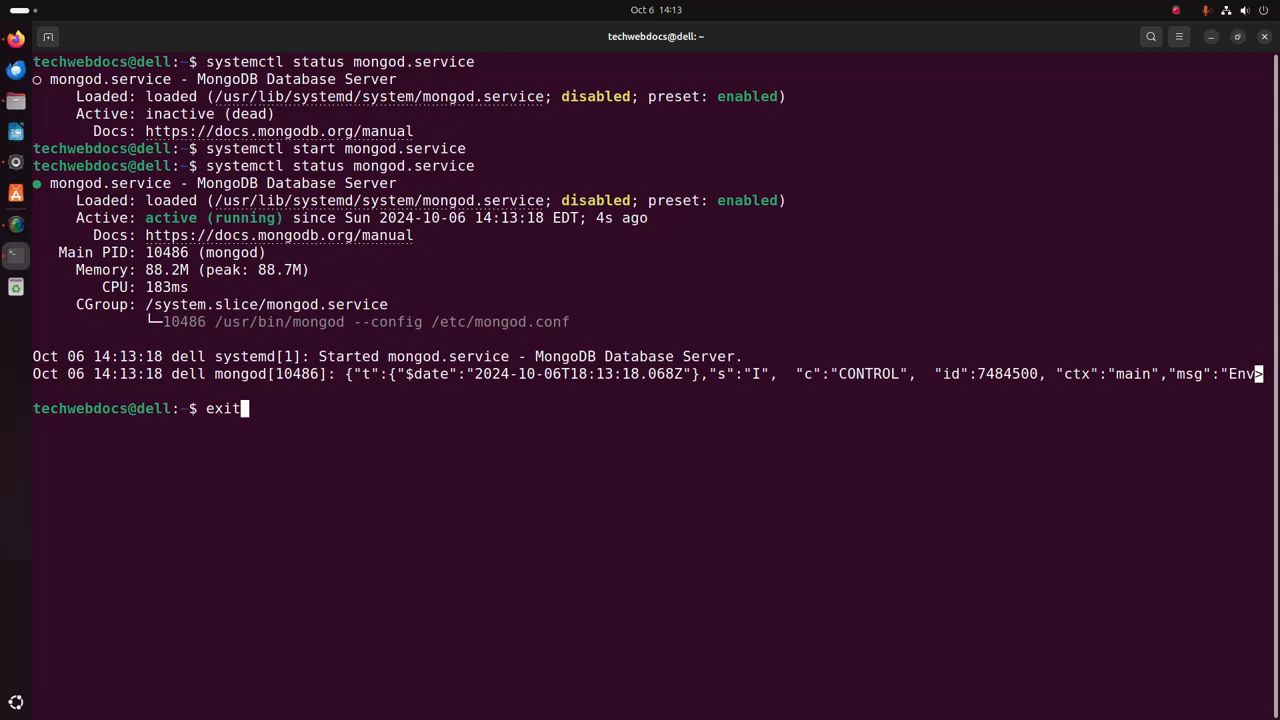 Oct 6 14:13
techwebdocs@dell: ~
techwebdocs@dell:~$ systemctl status mongod.service
○ mongod.service - MongoDB Database Server
     Loaded: loaded (/usr/lib/systemd/system/mongod.service; disabled; preset: enabled)
     Active: inactive (dead)
       Docs: https://docs.mongodb.org/manual
techwebdocs@dell:~$ systemctl start mongod.service
techwebdocs@dell:~$ systemctl status mongod.service
● mongod.service - MongoDB Database Server
     Loaded: loaded (/usr/lib/systemd/system/mongod.service; disabled; preset: enabled)
     Active: active (running) since Sun 2024-10-06 14:13:18 EDT; 4s ago
       Docs: https://docs.mongodb.org/manual
   Main PID: 10486 (mongod)
     Memory: 88.2M (peak: 88.7M)
        CPU: 183ms
     CGroup: /system.slice/mongod.service
             └─10486 /usr/bin/mongod --config /etc/mongod.conf
Oct 06 14:13:18 dell systemd[1]: Started mongod.service - MongoDB Database Server.
Oct 06 14:13:18 dell mongod[10486]: {"t":{"$date":"2024-10-06T18:13:18.068Z"},"s":"I",  "c":"CONTROL",  "id":7484500, "ctx":"main","msg":"Env>
techwebdocs@dell:~$ exit